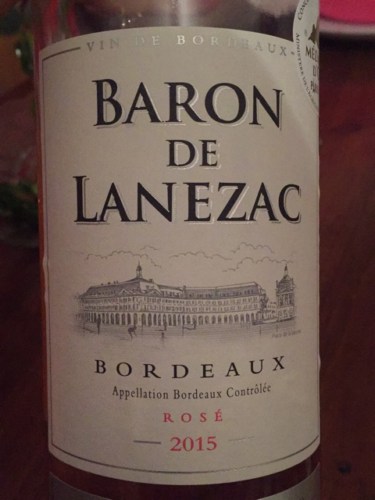 VIN DE BORDEAUX
BARON
DE
LANEZAC
BORDEAUX
Appellation Bordeaux Contrôlée
ROSÉ
2015